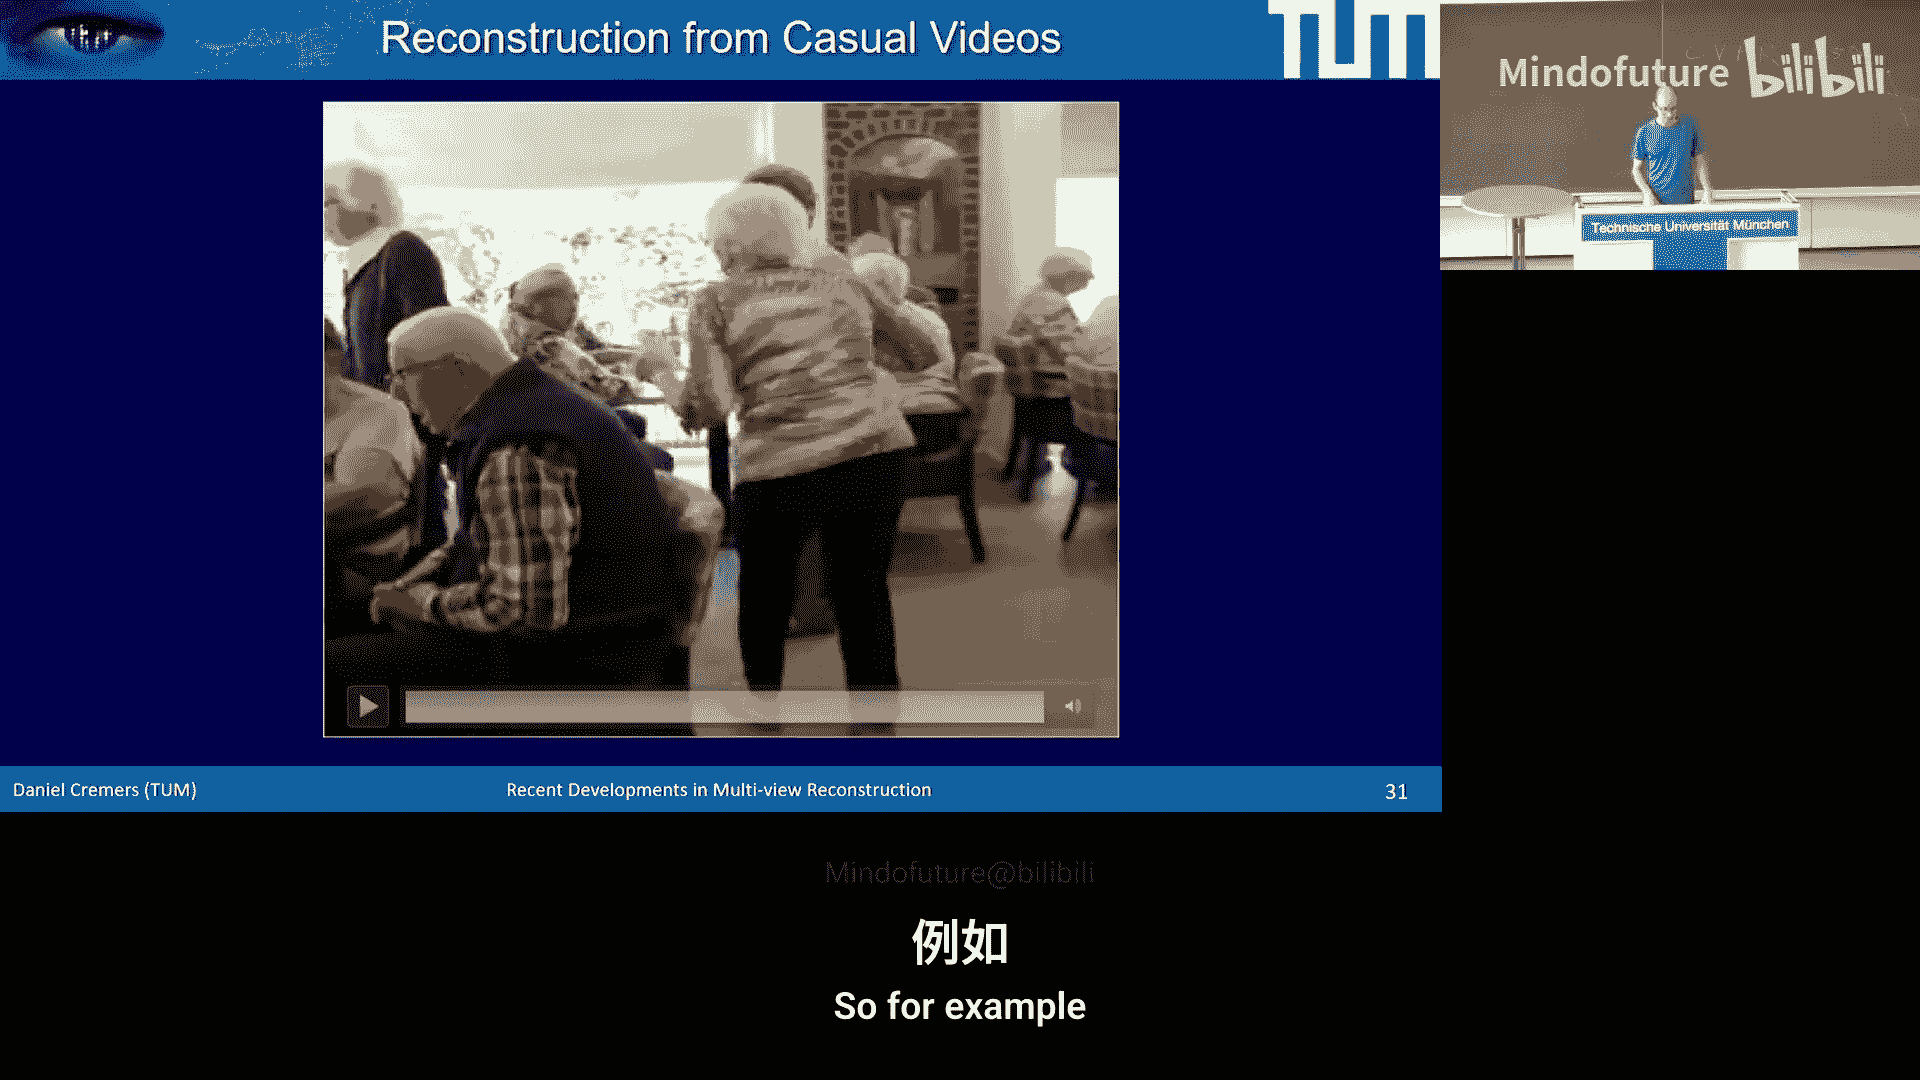 Reconstruction from Casual Videos
TUM
Mindofuture bilibili
Technische Universität München
Daniel Cremers (TUM)
Recent Developments in Multi-view Reconstruction
31
Mindofuture@bilibili
例如
So for example